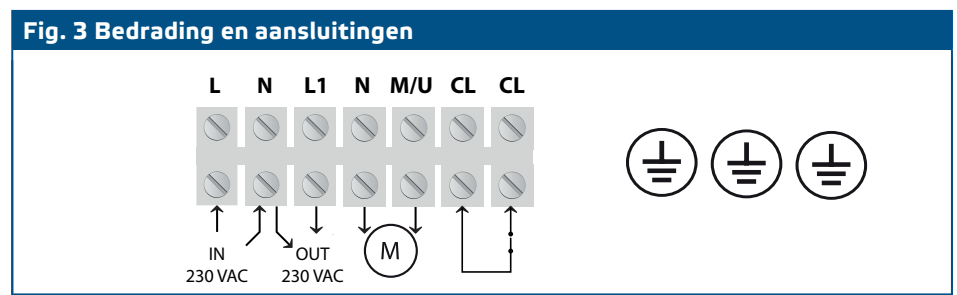 Fig. 3 Bedrading en aansluitingen
L N L1 N M/U CL CL
IN OUT M
230 VAC 230 VAC